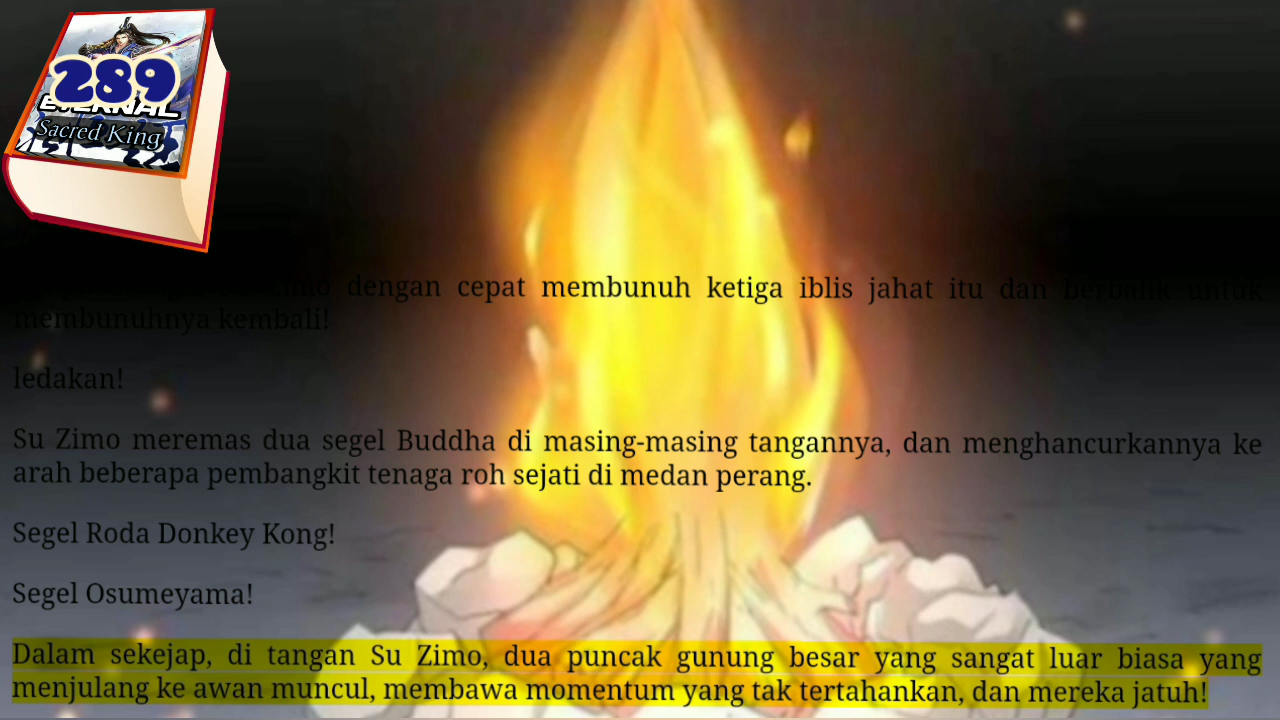 289
ETERNAL
Sacred King
dengan cepat membunuh ketiga iblis jahat itu dan berbalik untuk
membunuhnya kembali!
ledakan!
Su Zimo meremas dua segel Buddha di masing-masing tangannya, dan menghancurkannya ke
arah beberapa pembangkit tenaga roh sejati di medan perang.
Segel Roda Donkey Kong!
Segel Osumeyama!
Dalam sekejap, di tangan Su Zimo, dua puncak gunung besar yang sangat luar biasa yang
menjulang ke awan muncul, membawa momentum yang tak tertahankan, dan mereka jatuh!